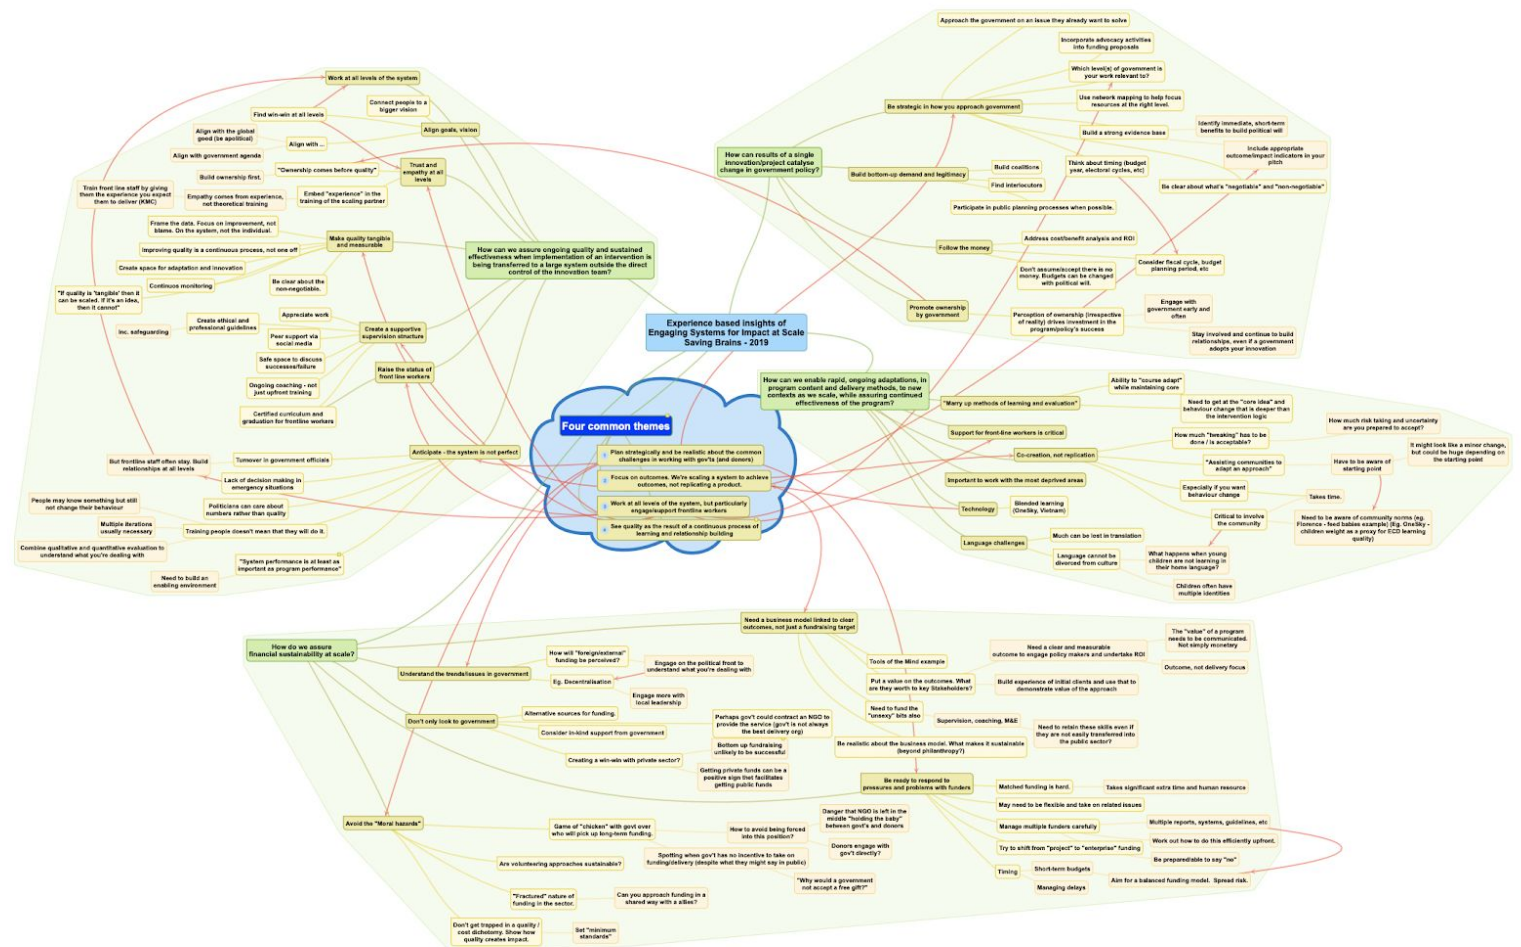 Experience based insights of
Engaging Systems for Impact at Scale
Saving Brains - 2019
Four common themes
1 Plan strategically and be realistic about the common
challenges in working with gov'ts (and donors)
2 Focus on outcomes. We're scaling a system to achieve
outcomes, not replicating a product.
3 Work at all levels of the system, but particularly
engage/support frontline workers
4 See quality as the result of a continuous process of
learning and relationship building
How can we assure ongoing quality and sustained
effectiveness when implementation of an intervention is
being transferred to a large system outside the direct
control of the innovation team?
Work at all levels of the system
Find win-win at all levels
Connect people to a
bigger vision
Align goals, vision
Align with the global
good (be apolitical)
Align with ...
Align with government agenda
"Ownership comes before quality"
Trust and
empathy at all
levels
Build ownership first.
Train front line staff by giving
them the experience you expect
them to deliver (KMC)
Empathy comes from experience,
not theoretical training
Embed "experience" in the
training of the scaling partner
Frame the data. Focus on improvement, not
blame. On the system, not the individual.
Make quality tangible
and measurable
Improving quality is a continuous process, not one off
Create space for adaptation and innovation
Continuos monitoring
Be clear about the
non-negotiable.
"If quality is 'tangible' then it
can be scaled. If it's an idea,
then it cannot"
Inc. safeguarding
Create ethical and
professional guidelines
Appreciate work
Create a supportive
supervision structure
Peer support via
social media
Safe space to discuss
successes/failure
Raise the status of
front line workers
Ongoing coaching - not
just upfront training
Certified curriculum and
graduation for frontline workers
Anticipate - the system is not perfect
But frontline staff often stay. Build
relationships at all levels
Turnover in government officials
Lack of decision making in
emergency situations
Politicians can care about
numbers rather than quality
People may know something but still
not change their behaviour
Multiple iterations
usually necessary
Training people doesn't mean that they will do it.
Combine qualitative and quantitative evaluation to
understand what you're dealing with
"System performance is at least as
important as program performance"
Need to build an
enabling environment
How can results of a single
innovation/project catalyse
change in government policy?
Approach the government on an issue they already want to solve
Incorporate advocacy activities
into funding proposals
Which level(s) of government is
your work relevant to?
Be strategic in how you approach government
Use network mapping to help focus
resources at the right level.
Build a strong evidence base
Identify immediate, short-term
benefits to build political will
Include appropriate
outcome/impact indicators in your
pitch
Think about timing (budget
year, electoral cycles, etc)
Be clear about what's "negotiable" and "non-negotiable"
Build bottom-up demand and legitimacy
Build coalitions
Find interlocutors
Participate in public planning processes when possible.
Follow the money
Address cost/benefit analysis and ROI
Consider fiscal cycle, budget
planning period, etc
Don't assume/accept there is no
money. Budgets can be changed
with political will.
Promote ownership
by government
Perception of ownership (irrespective
of reality) drives investment in the
program/policy's success
Engage with
government early and
often
Stay involved and continue to build
relationships, even if a government
adopts your innovation
How can we enable rapid, ongoing adaptations, in
program content and delivery methods, to new
contexts as we scale, while assuring continued
effectiveness of the program?
"Marry up methods of learning and evaluation"
Ability to "course adapt"
while maintaining core
Need to get at the "core idea" and
behaviour change that is deeper than
the intervention logic
Support for front-line workers is critical
Co-creation, not replication
How much "tweaking" has to be
done / is acceptable?
How much risk taking and uncertainty
are you prepared to accept?
"Assisting communities to
adapt an approach"
Have to be aware of
starting point
It might look like a minor change,
but could be huge depending on
the starting point
Important to work with the most deprived areas
Especially if you want
behaviour change
Takes time.
Critical to involve
the community
Need to be aware of community norms (eg.
Florence - feed babies example) (Eg. OneSky -
children weight as a proxy for ECD learning
quality)
Technology
Blended learning
(OneSky, Vietnam)
Language challenges
Much can be lost in translation
Language cannot be
divorced from culture
What happens when young
children are not learning in
their home language?
Children often have
multiple identities
How do we assure
financial sustainability at scale?
Need a business model linked to clear
outcomes, not just a fundraising target
Tools of the Mind example
Put a value on the outcomes. What
are they worth to key Stakeholders?
Need a clear and measurable
outcome to engage policy makers and undertake ROI
The "value" of a program
needs to be communicated.
Not simply monetary
Outcome, not delivery focus
Build experience of initial clients and use that to
demonstrate value of the approach
Need to fund the
"unsexy" bits also
Supervision, coaching, M&E
Need to retain these skills even if
they are not easily transferred into
the public sector?
Be realistic about the business model. What makes it sustainable
(beyond philanthropy?)
Understand the trends/issues in government
How will "foreign/external"
funding be perceived?
Eg. Decentralisation
Engage on the political front to
understand what you're dealing with
Engage more with
local leadership
Don't only look to government
Alternative sources for funding.
Consider in-kind support from government
Perhaps gov't could contract an NGO to
provide the service (gov't is not always
the best delivery org)
Creating a win-win with private sector?
Bottom up fundraising
unlikely to be successful
Getting private funds can be a
positive sign that facilitates
getting public funds
Be ready to respond to
pressures and problems with funders
Matched funding is hard.
Takes significant extra time and human resource
May need to be flexible and take on related issues
Manage multiple funders carefully
Multiple reports, systems, guidelines, etc
Work out how to do this efficiently upfront.
Try to shift from "project" to "enterprise" funding
Be prepared/able to say "no"
Timing
Short-term budgets
Managing delays
Aim for a balanced funding model. Spread risk.
Avoid the "Moral hazards"
Game of "chicken" with govt over
who will pick up long-term funding.
How to avoid being forced
into this position?
Danger that NGO is left in the
middle "holding the baby"
between gov't and donors
Donors engage with
gov't directly?
Spotting when gov't has no incentive to take on
funding/delivery (despite what they might say in public)
"Why would a government
not accept a free gift?"
Are volunteering approaches sustainable?
"Fractured" nature of
funding in the sector.
Can you approach funding in a
shared way with a allies?
Don't get trapped in a quality /
cost dichotomy. Show how
quality creates impact.
Set "minimum
standards"